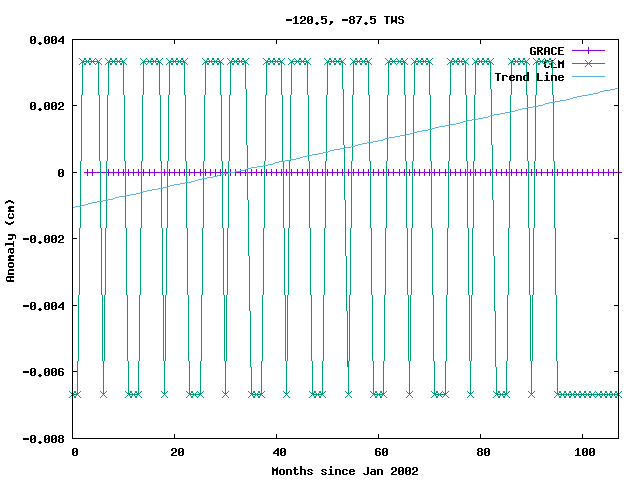 -120.5, -87.5 TWS
0.004
0.002
0
-0.002
-0.004
-0.006
-0.008
Anomaly (cm)
GRACE
CLM
Trend Line
0 20 40 60 80 100
Months since Jan 2002